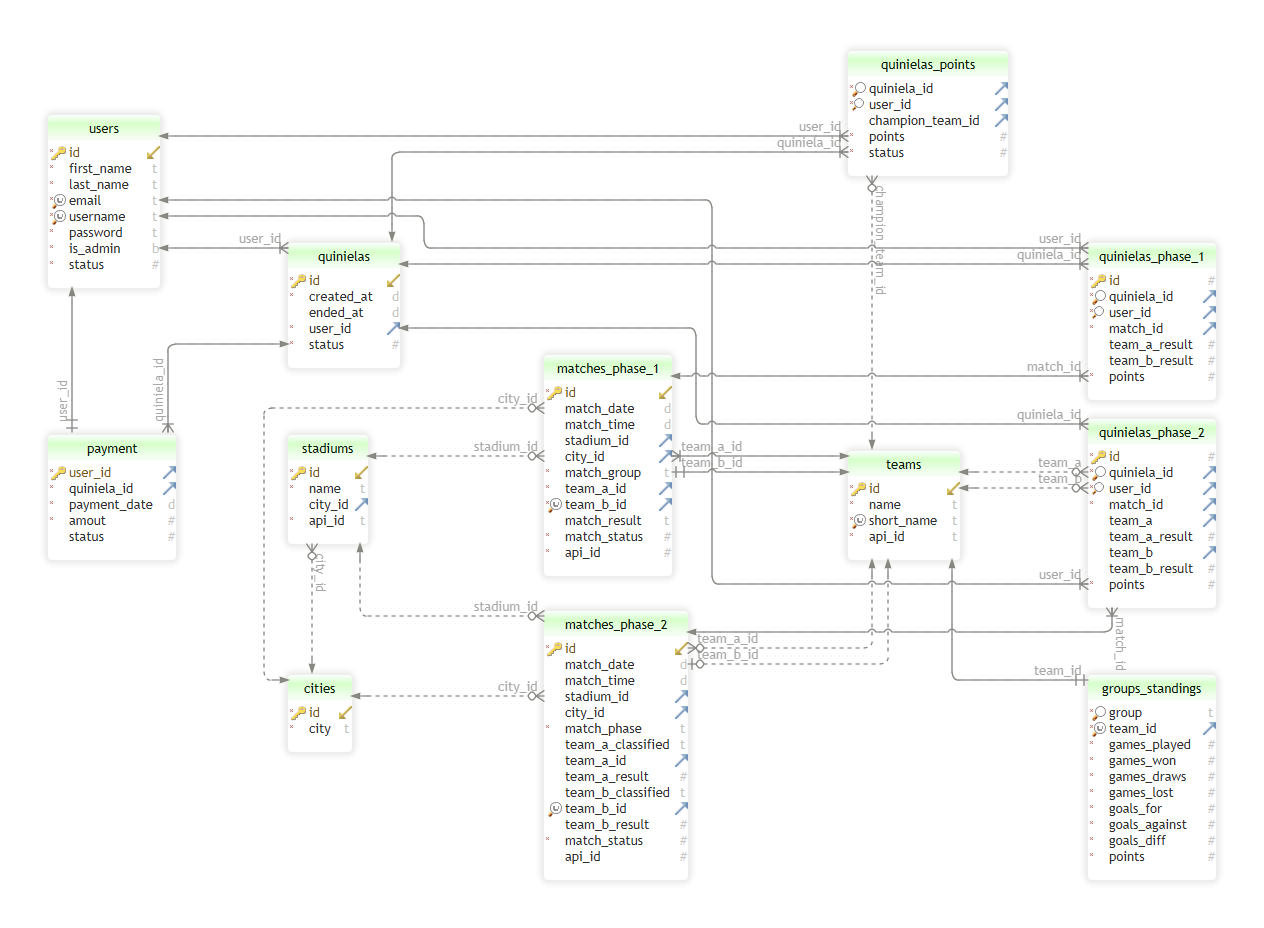 quinielas_points
quiniela_id
user_id
champion_team_id
points #
status #
users
id
first_name t
last_name t
email t
username t
password t
is_admin b
status #
user_id
quiniela_id
champion_team_id
user_id
quinielas
id
created_at d
ended_at d
user_id
status #
user_id
quiniela_id
quinielas_phase_1
id #
quiniela_id
user_id
match_id
team_a_result #
team_b_result #
points #
match_id
user_id
quiniela_id
payment
user_id
quiniela_id
payment_date d
amout #
status #
stadiums
id
name t
city_id
api_id t
city_id
stadium_id
matches_phase_1
id
match_date d
match_time d
stadium_id
city_id
match_group t
team_a_id
team_b_id
match_result t
match_status #
api_id #
team_a_id
team_b_id
teams
id
name t
short_name t
api_id t
quiniela_id
team_a
team_b
user_id
quinielas_phase_2
id #
quiniela_id
user_id
match_id
team_a
team_a_result #
team_b
team_b_result #
points #
match_id
city_id
stadium_id
city_id
cities
id
city t
matches_phase_2
id
match_date d
match_time d
stadium_id
city_id
match_phase t
team_a_classified t
team_a_id
team_a_result #
team_b_classified t
team_b_id
team_b_result #
match_status #
api_id #
team_a_id
team_b_id
team_id
groups_standings
group t
team_id
games_played #
games_won #
games_draws #
games_lost #
goals_for #
goals_against #
goals_diff #
points #